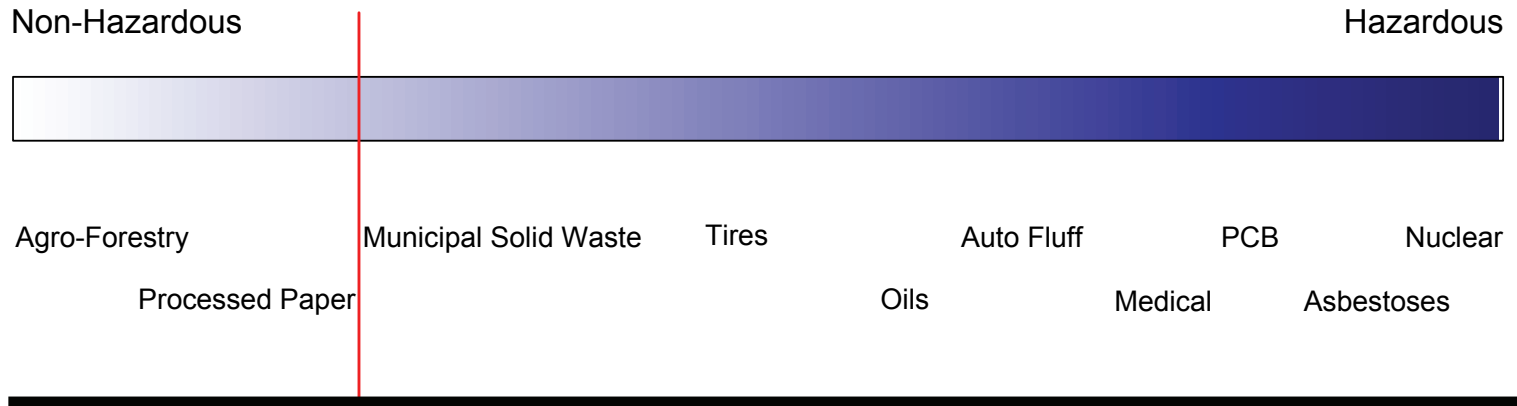 Non-Hazardous Hazardous
Agro-Forestry Municipal Solid Waste Tires Auto Fluff PCB Nuclear
Processed Paper Oils Medical Asbestoses